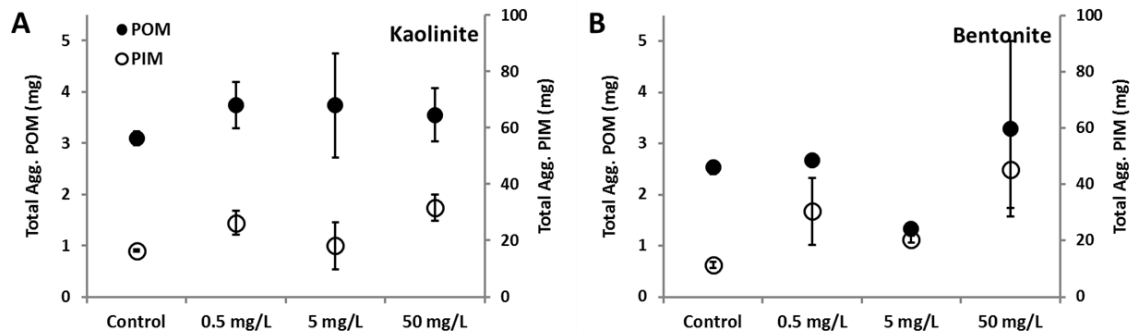 A
POM
PIM
Kaolinite
Total Agg. POM (mg)
5
4
3
2
1
0
Total Agg. PIM (mg)
100
80
60
40
20
0
Control 0.5 mg/L 5 mg/L 50 mg/L
B
Bentonite
Total Agg. POM (mg)
5
4
3
2
1
0
Total Agg. PIM (mg)
100
80
60
40
20
0
Control 0.5 mg/L 5 mg/L 50 mg/L